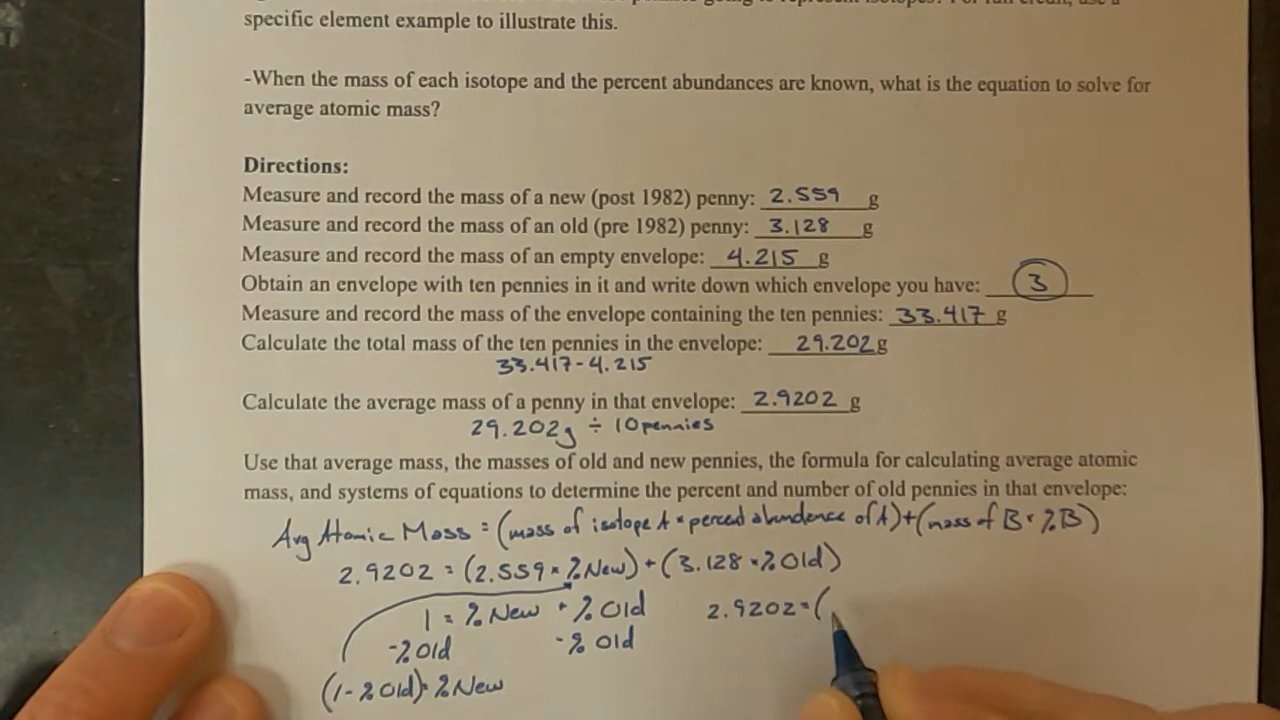 specific element example to illustrate this.
-When the mass of each isotope and the percent abundances are known, what is the equation to solve for
average atomic mass?
Directions:
Measure and record the mass of a new (post 1982) penny: 2.559 g
Measure and record the mass of an old (pre 1982) penny: 3.128 g
Measure and record the mass of an empty envelope: 4.215 g
Obtain an envelope with ten pennies in it and write down which envelope you have: 3
Measure and record the mass of the envelope containing the ten pennies: 33.417 g
Calculate the total mass of the ten pennies in the envelope: 29.202 g
33.417-4.215
Calculate the average mass of a penny in that envelope: 2.9202 g
29.202g ÷ 10 pennies
Use that average mass, the masses of old and new pennies, the formula for calculating average atomic
mass, and systems of equations to determine the percent and number of old pennies in that envelope:
Avg Atomic Mass = (mass of isotope A × percent abundance of A) + (mass of B × %B)
2.9202 = (2.559 × %New) + (3.128 × %Old)
1 = %New + %Old 2.9202 = (
-%Old -%Old
(1-%Old) = %New